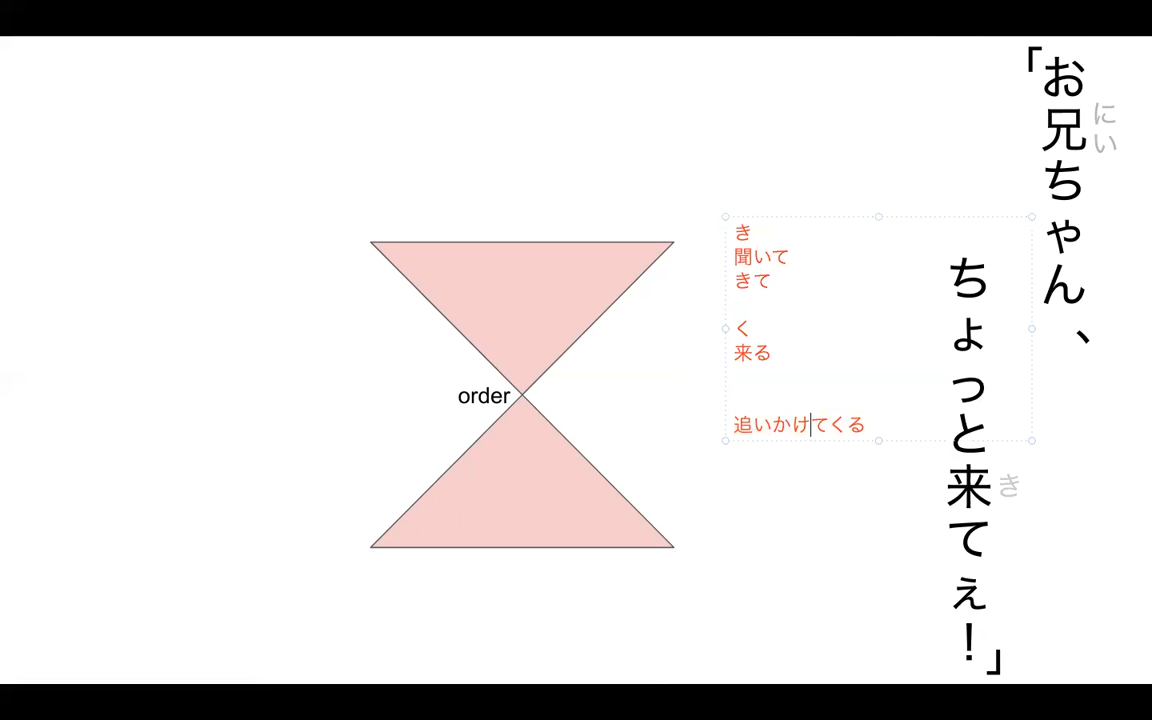 「お兄ちゃん、
にい
ちょっと来てぇ！」
き
order
き
聞いて
きて
く
来る
追いかけてくる